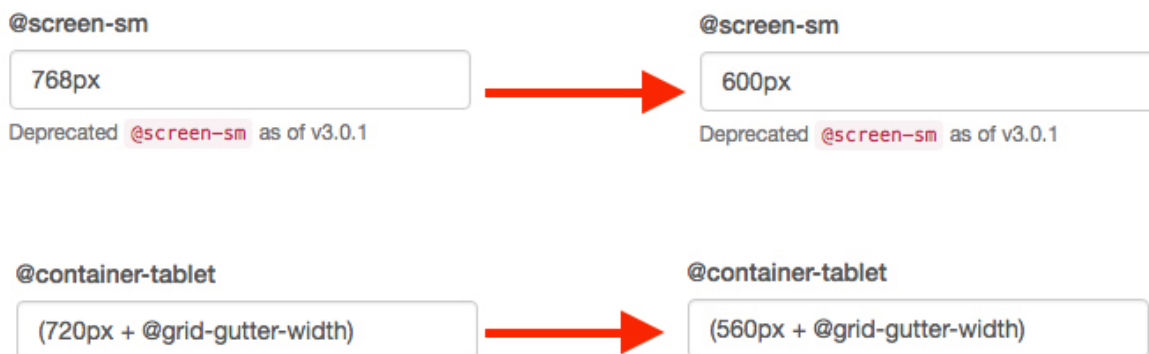 @screen-sm @screen-sm
768px 600px
Deprecated @screen-sm as of v3.0.1 Deprecated @screen-sm as of v3.0.1
@container-tablet @container-tablet
(720px + @grid-gutter-width) (560px + @grid-gutter-width)